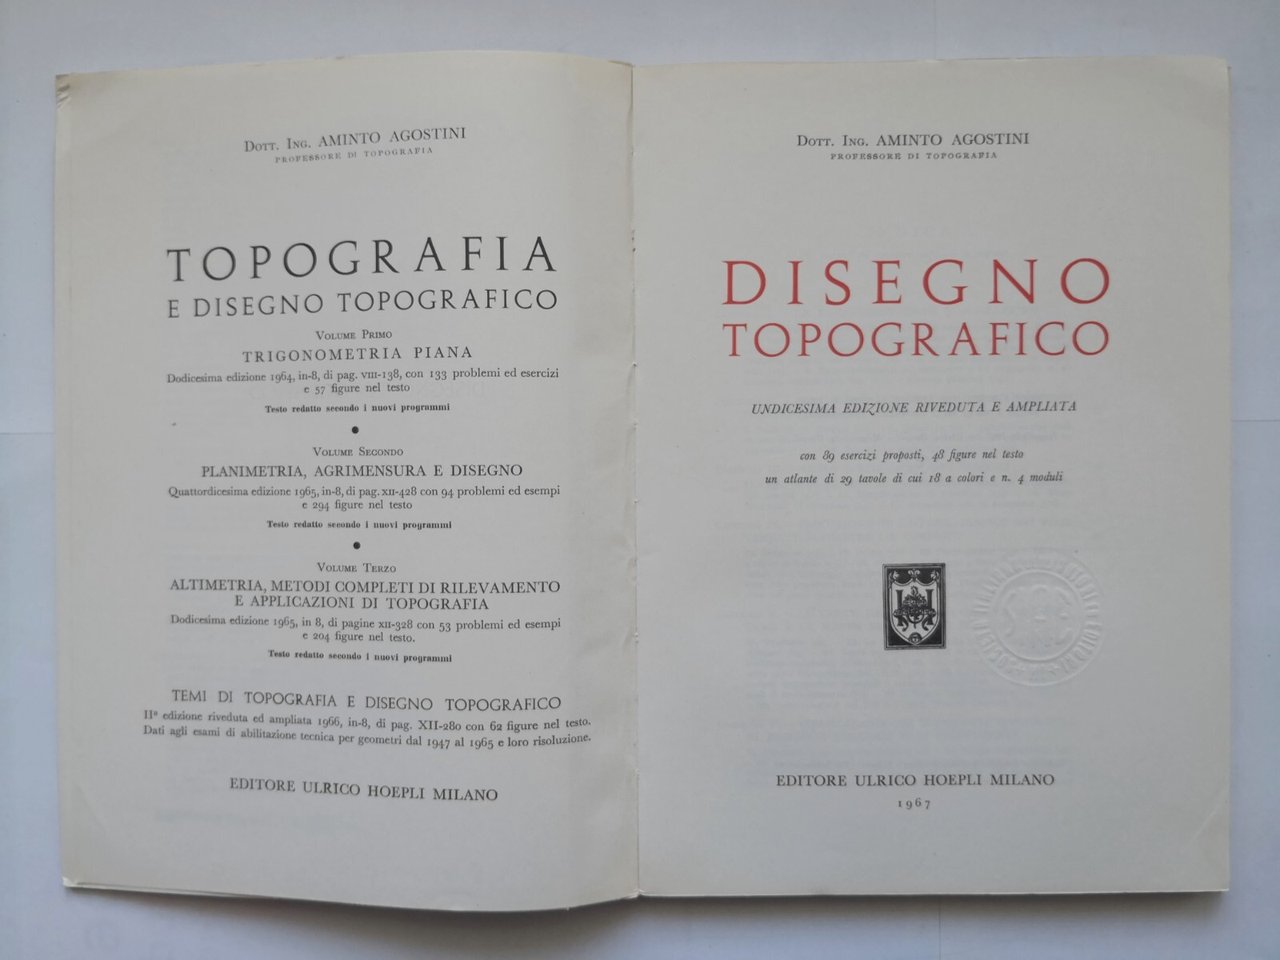 Dott. Ing. AMINTO AGOSTINI
PROFESSORE DI TOPOGRAFIA
TOPOGRAFIA
E DISEGNO TOPOGRAFICO
Volume Primo
TRIGONOMETRIA PIANA
Dodicesima edizione 1964, in-8, di pag. VIII-138, con 133 problemi ed esercizi
e 57 figure nel testo
Testo redatto secondo i nuovi programmi
Volume Secondo
PLANIMETRIA, AGRIMENSURA E DISEGNO
Quattordicesima edizione 1965, in-8, di pag. XII-428 con 94 problemi ed esempi
e 294 figure nel testo
Testo redatto secondo i nuovi programmi
Volume Terzo
ALTIMETRIA, METODI COMPLETI DI RILEVAMENTO
E APPLICAZIONI DI TOPOGRAFIA
Dodicesima edizione 1965, in 8, di pagine XII-328 con 53 problemi ed esempi
e 204 figure nel testo.
Testo redatto secondo i nuovi programmi
TEMI DI TOPOGRAFIA E DISEGNO TOPOGRAFICO
IIª edizione riveduta ed ampliata 1966, in-8, di pag. XII-280 con 62 figure nel testo.
Dati agli esami di abilitazione tecnica per geometri dal 1947 al 1965 e loro risoluzione.
EDITORE ULRICO HOEPLI MILANO
Dott. Ing. AMINTO AGOSTINI
PROFESSORE DI TOPOGRAFIA
DISEGNO
TOPOGRAFICO
UNDICESIMA EDIZIONE RIVEDUTA E AMPLIATA
con 89 esercizi proposti, 48 figure nel testo
un atlante di 29 tavole di cui 18 a colori e n. 4 moduli
EDITORE ULRICO HOEPLI MILANO
1967